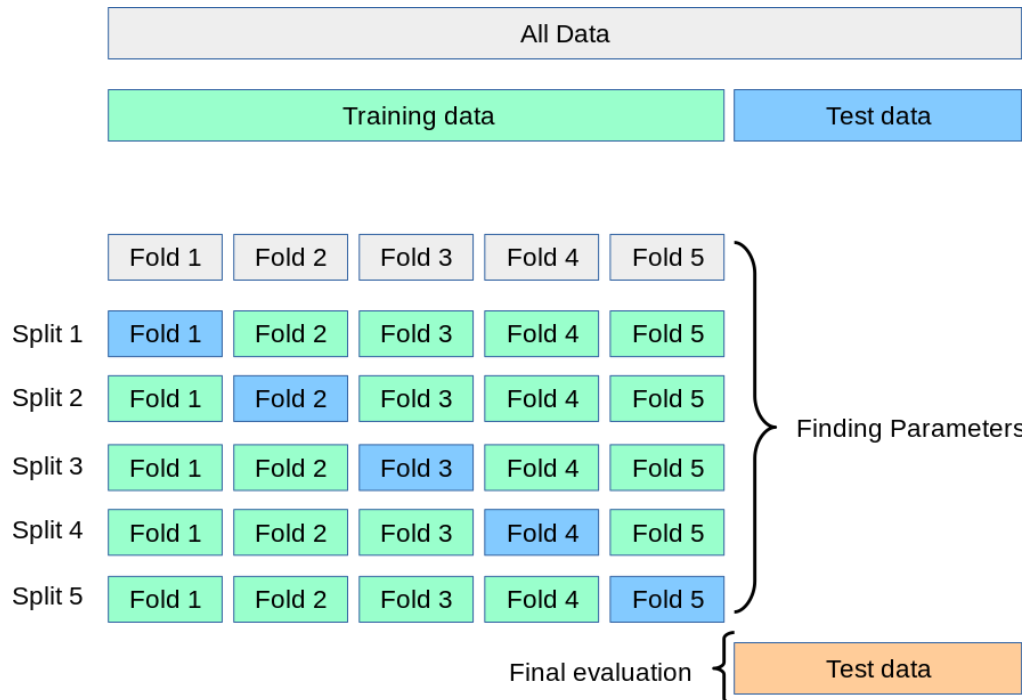 All Data
Training data Test data
Fold 1 Fold 2 Fold 3 Fold 4 Fold 5
Split 1 Fold 1 Fold 2 Fold 3 Fold 4 Fold 5
Split 2 Fold 1 Fold 2 Fold 3 Fold 4 Fold 5
Finding Parameters
Split 3 Fold 1 Fold 2 Fold 3 Fold 4 Fold 5
Split 4 Fold 1 Fold 2 Fold 3 Fold 4 Fold 5
Split 5 Fold 1 Fold 2 Fold 3 Fold 4 Fold 5
Final evaluation Test data